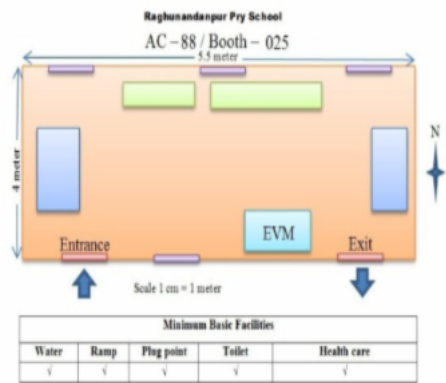 Raghunandanpur Pry School
AC – 88 / Booth – 025
5.5 meter
4 meter
N
EVM
Entrance
Exit
Scale 1 cm = 1 meter
Minimum Basic Facilities
Water Ramp Plug point Toilet Health care
√ √ √ √ √